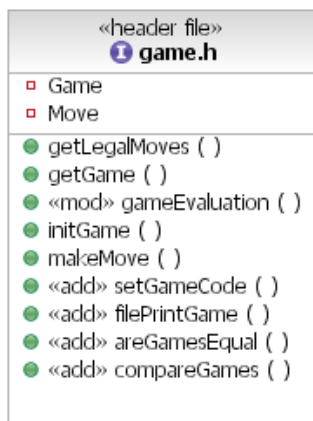 «header file»
I game.h
Game
Move
getLegalMoves ( )
getGame ( )
«mod» gameEvaluation ( )
initGame ( )
makeMove ( )
«add» setGameCode ( )
«add» filePrintGame ( )
«add» areGamesEqual ( )
«add» compareGames ( )